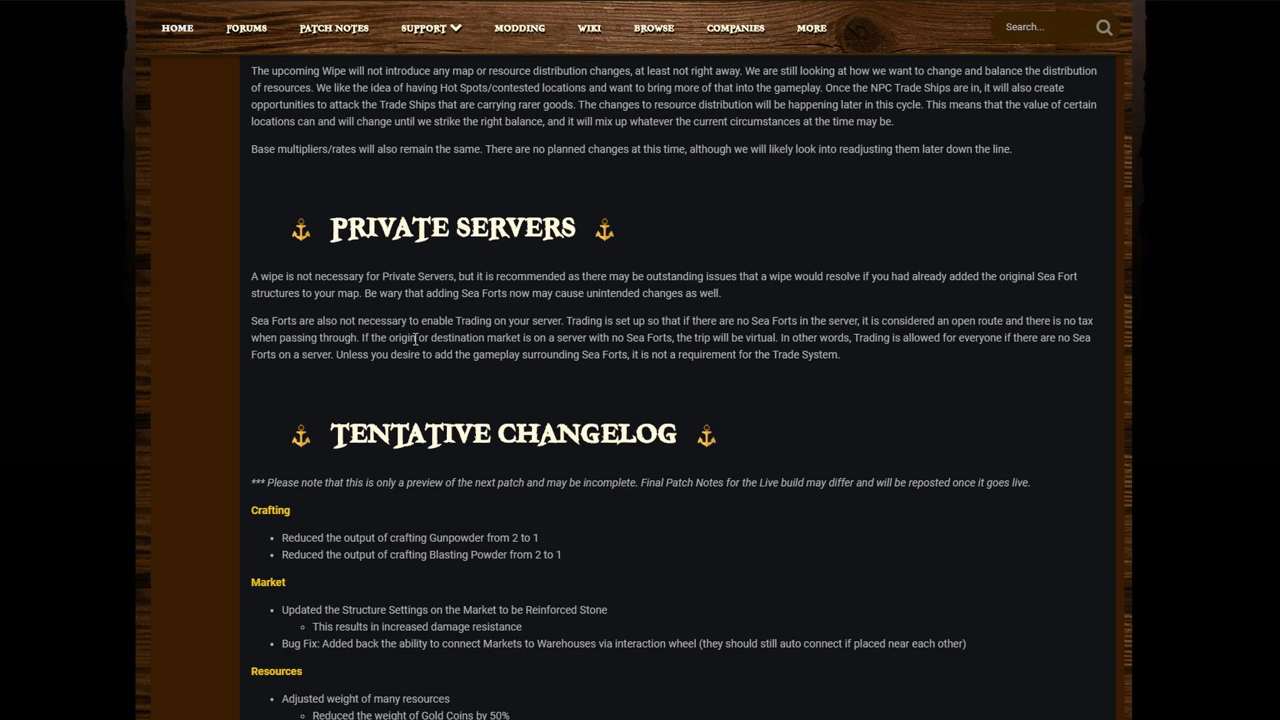 HOME FORUMS PATCH NOTES SUPPORT MODDING WIKI BROWSE COMPANIES MORE Search...
The upcoming Wipe will not introduce any map or resource distribution changes, at least not right away. We are still looking at how we want to change and balance the distribution
of resources. We like the idea of having Hot Spots/contested locations and want to bring more of that into the gameplay. Once the NPC Trade Ships are in, it will also create
opportunities to attack the Trade Ships that are carrying rarer goods. The changes to resource distribution will be happening later in this cycle. This means that the value of certain
locations can and will change until we strike the right balance, and it will mix up whatever the current circumstances at the time may be.
Base multipliers/rates will also remain the same. There are no planned changes at this time, although we will likely look into readjusting them later down the line.
PRIVATE SERVERS
A wipe is not necessary for Private Servers, but it is recommended as there may be outstanding issues that a wipe would resolve if you had already added the original Sea Fort
structures to your map. Be wary that adding Sea Forts now may cause unintended changes as well.
Sea Forts are also not necessary to enable Trading on your server. Trading is set up so that if there are no Sea Forts in the server, it is considered an open route and there is no tax
when passing through. If the origin or destination market is on a server with no Sea Forts, the trip will be virtual. In other words, Trading is allowed for everyone if there are no Sea
Forts on a server. Unless you desire to add the gameplay surrounding Sea Forts, it is not a requirement for the Trade System.
TENTATIVE CHANGELOG
*** Please note that this is only a preview of the next patch and may be incomplete. Final Patch Notes for the Live build may differ and will be reposted once it goes live.
Crafting
• Reduced the output of crafting Gunpowder from 2 to 1
• Reduced the output of crafting Blasting Powder from 2 to 1
Market
• Updated the Structure Settings on the Market to be Reinforced Stone
◦ This results in increased damage resistance
• Bug Fix: Added back the ability to connect Markets to Warehouses via interaction wheel (they should still auto connect if placed near each other)
Resources
• Adjusted weight of many resources
◦ Reduced the weight of Gold Coins by 50%